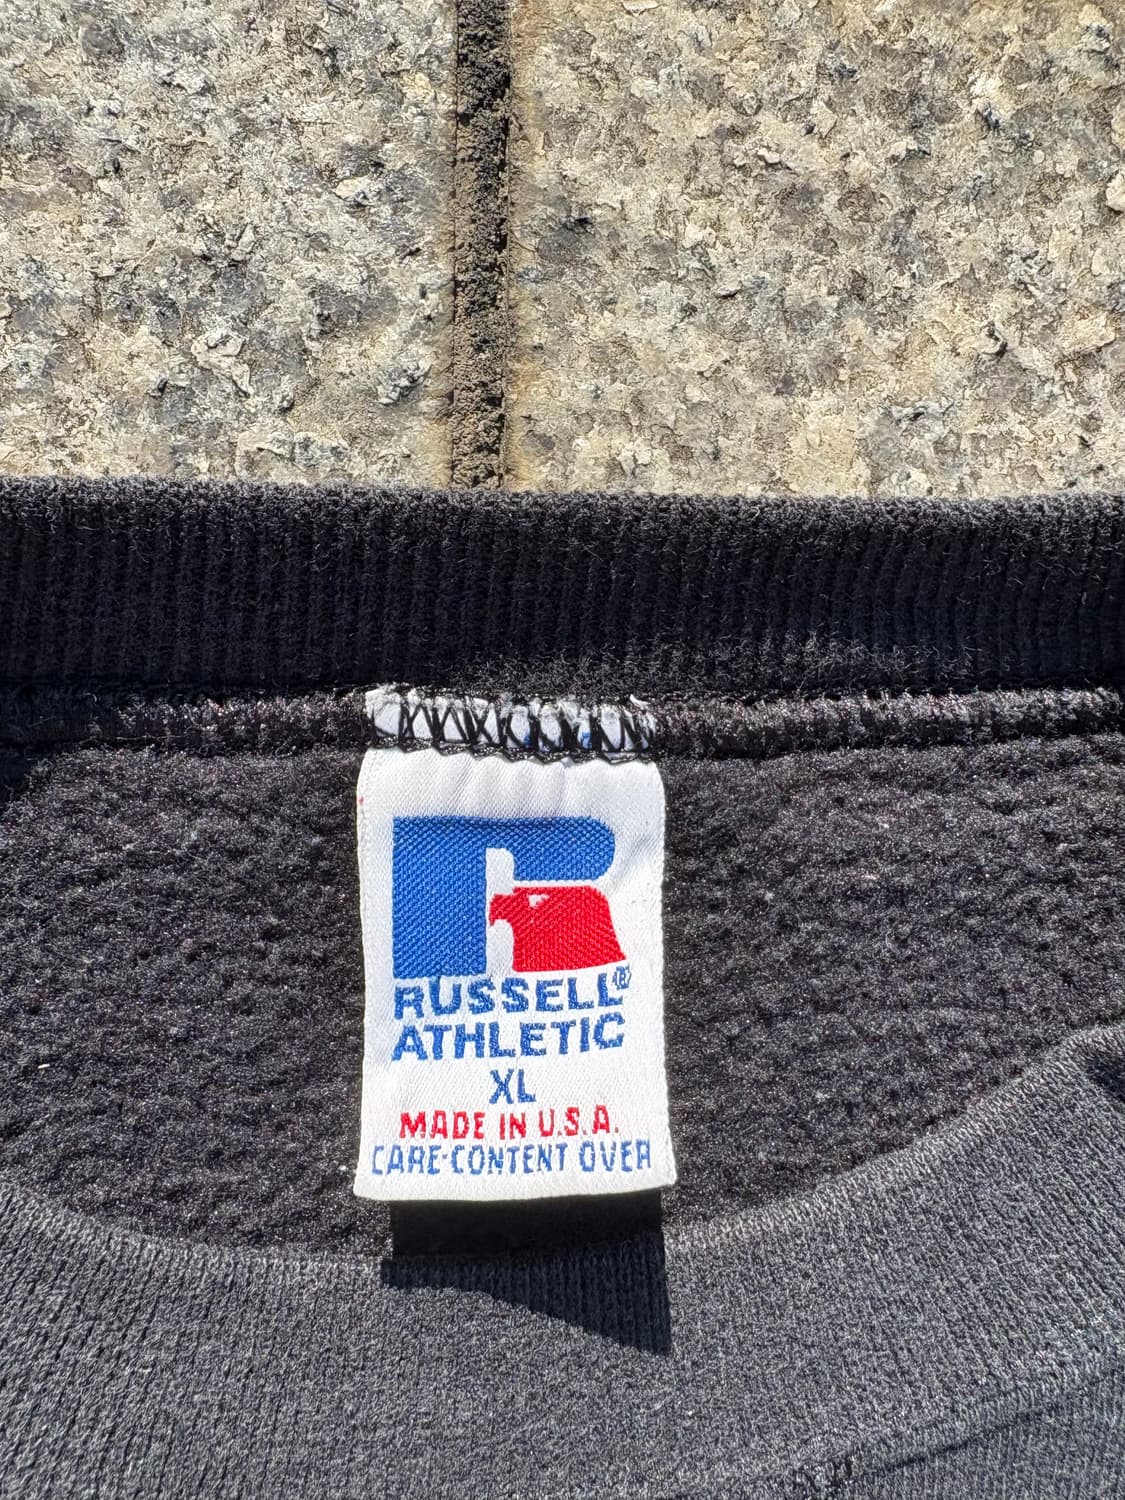 RUSSELL®
ATHLETIC
XL
MADE IN U.S.A.
CARE-CONTENT OVER